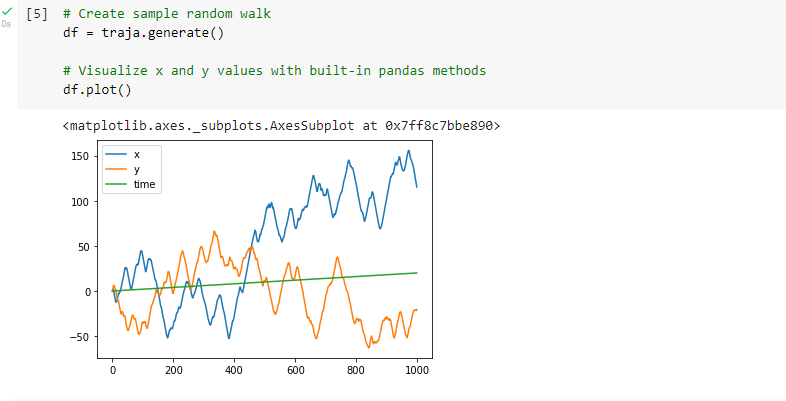 [5] # Create sample random walk
0s
df = traja.generate()
# Visualize x and y values with built-in pandas methods
df.plot()
<matplotlib.axes._subplots.AxesSubplot at 0x7ff8c7bbe890>
x
y
time
150
100
50
0
−50
0 200 400 600 800 1000